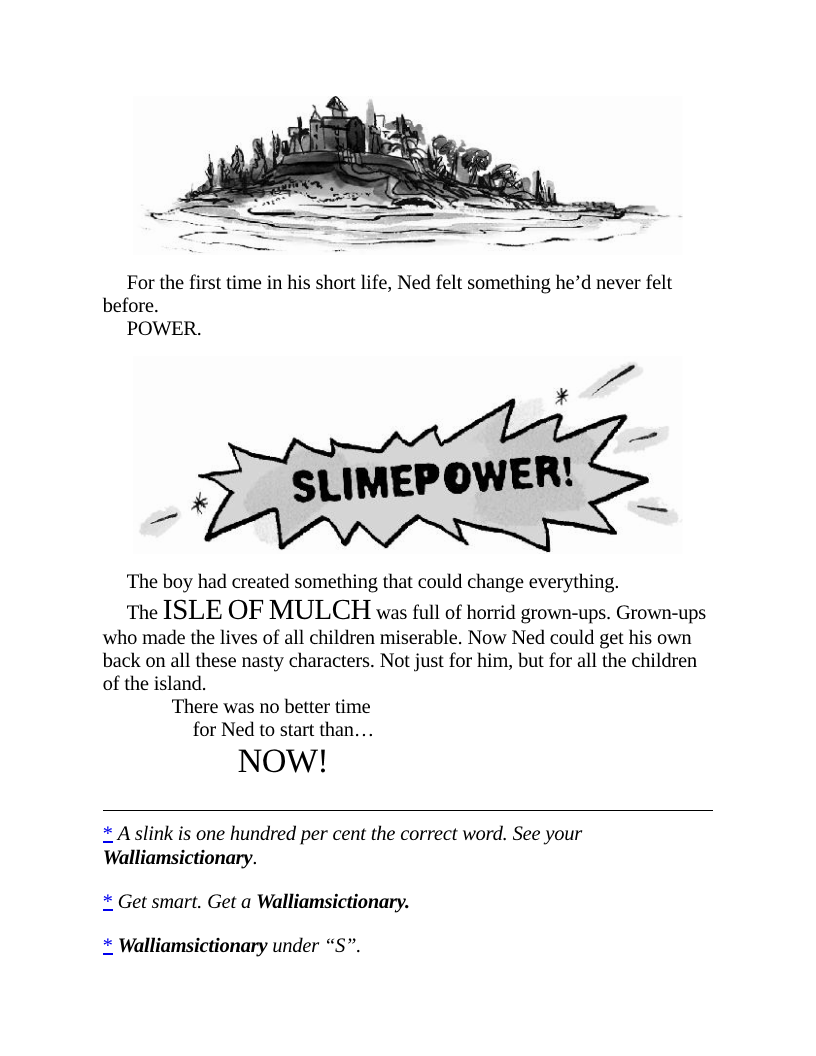 For the first time in his short life, Ned felt something he’d never felt
before.
POWER.
SLIMEPOWER!
The boy had created something that could change everything.
The ISLE OF MULCH was full of horrid grown-ups. Grown-ups
who made the lives of all children miserable. Now Ned could get his own
back on all these nasty characters. Not just for him, but for all the children
of the island.
There was no better time
for Ned to start than…
NOW!
* A slink is one hundred per cent the correct word. See your
Walliamsictionary.
* Get smart. Get a Walliamsictionary.
* Walliamsictionary under “S”.